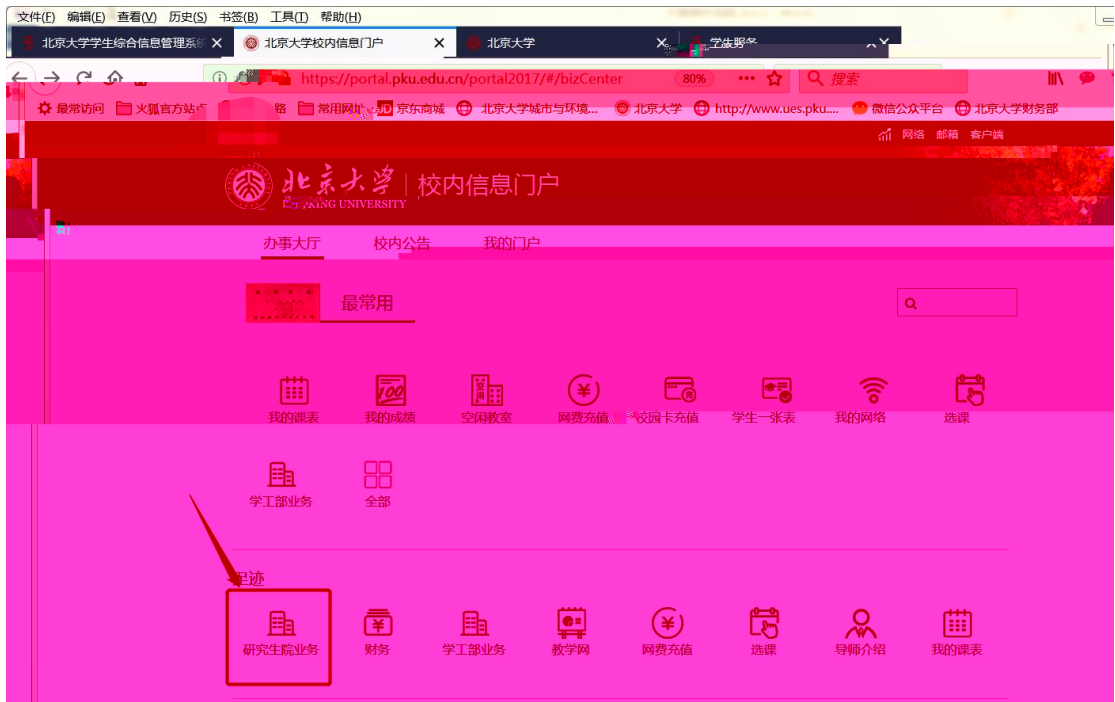 文件(F) 编辑(E) 查看(V) 历史(S) 书签(B) 工具(T) 帮助(H)
北京大学学生综合信息管理系统 北京大学校内信息门户 北京大学
https://portal.pku.edu.cn/portal2017/#/bizCenter 80% 搜索
最常访问 火狐官方站点 常用网址 JD 京东商城 北京大学城市与环境... 北京大学 http://www.ues.pku.... 微信公众平台 北京大学财务部
网络 邮箱 客户端
北京大学 校内信息门户
PEKING UNIVERSITY
办事大厅 校内公告 我的门户
最常用
我的课表 我的成绩 空闲教室 网费充值 校园卡充值 学生一张表 我的网络 选课
学工部业务 全部
足迹
研究生院业务 财务 学工部业务 教学网 网费充值 选课 导师介绍 我的课表